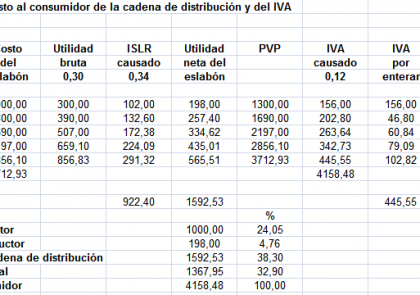 sto al consumidor de la cadena de distribución y del IVA
osto Utilidad ISLR Utilidad PVP IVA IVA
del bruta causado neta del causado por
labón 0,30 0,34 eslabón 0,12 enterar
00,00 300,00 102,00 198,00 1300,00 156,00 156,00
00,00 390,00 132,60 257,40 1690,00 202,80 46,80
90,00 507,00 172,38 334,62 2197,00 263,64 60,84
97,00 659,10 224,09 435,01 2856,10 342,73 79,09
56,10 856,83 291,32 565,51 3712,93 445,55 102,82
12,93 4158,48
922,40 1592,53 445,55
%
tor 1000,00 24,05
uctor 198,00 4,76
dena de distribución 1592,53 38,30
al 1367,95 32,90
midor 4158,48 100,00